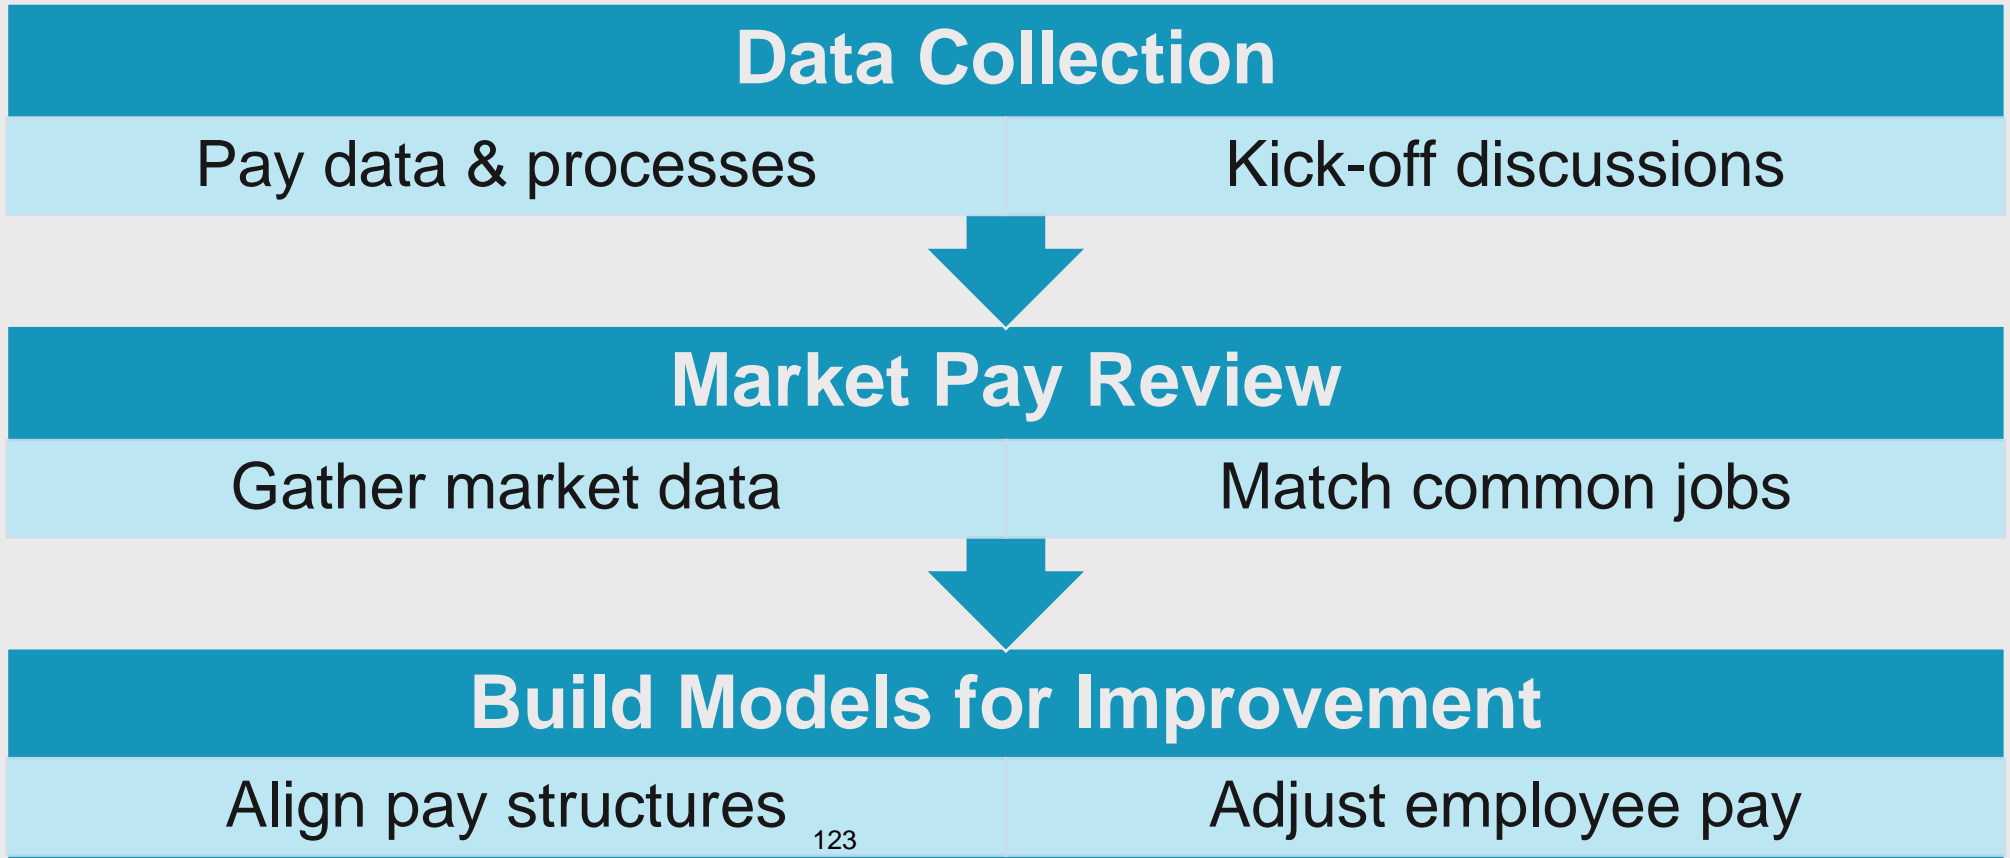 Data Collection
Pay data & processes
Kick-off discussions
Market Pay Review
Gather market data
Match common jobs
Build Models for Improvement
Align pay structures
Adjust employee pay
123